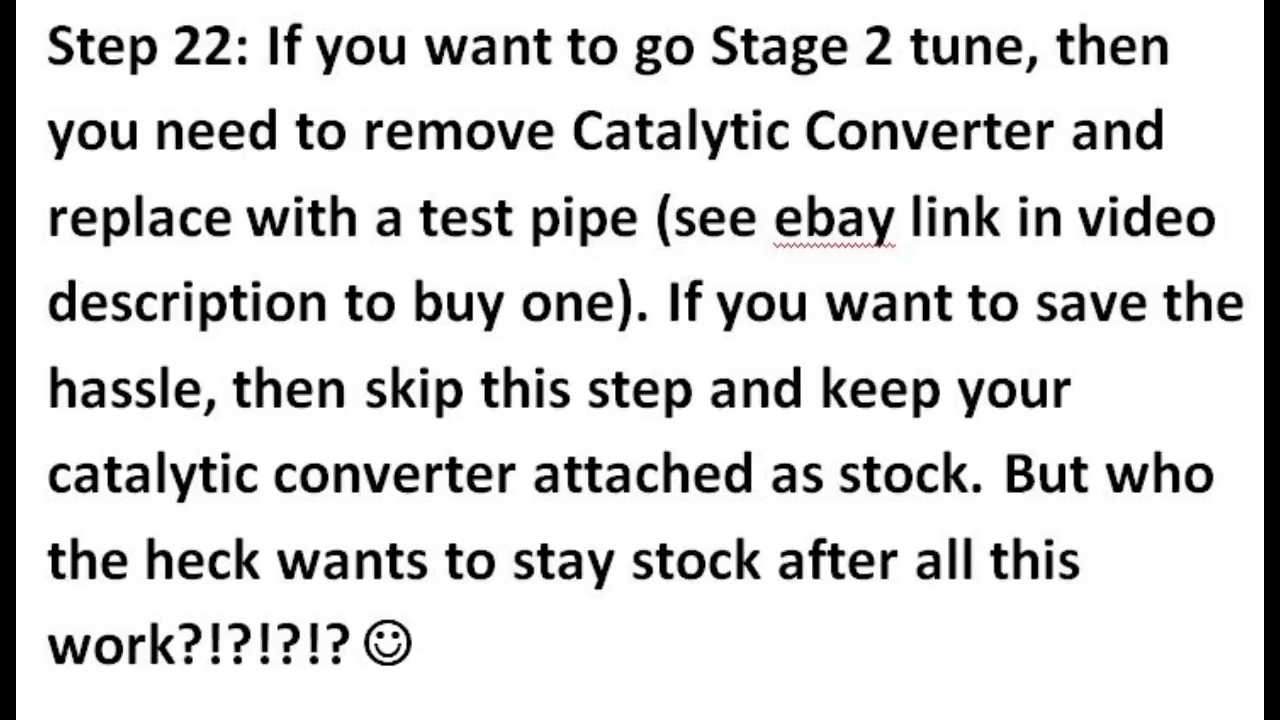 Step 22: If you want to go Stage 2 tune, then
you need to remove Catalytic Converter and
replace with a test pipe (see ebay link in video
description to buy one). If you want to save the
hassle, then skip this step and keep your
catalytic converter attached as stock. But who
the heck wants to stay stock after all this
work?!?!?!? ☺